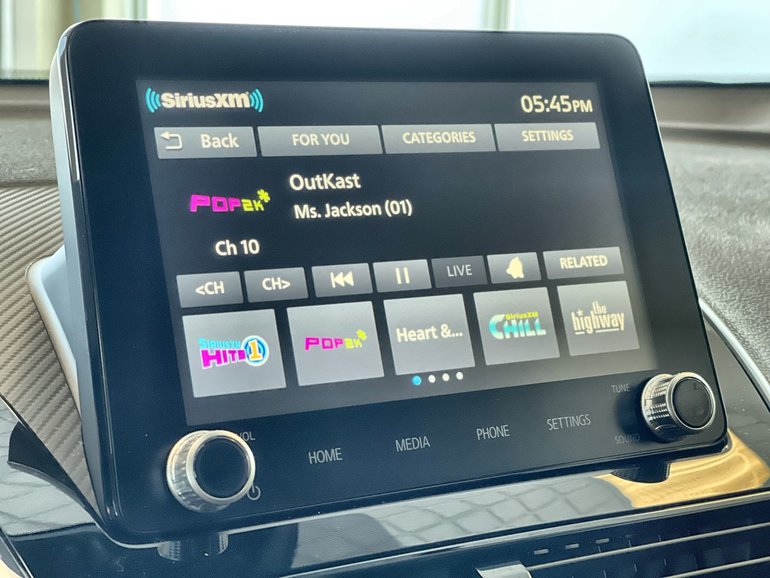 SiriusXM 05:45PM
Back FOR YOU CATEGORIES SETTINGS
POP2K
OutKast
Ms. Jackson (01)
Ch 10
<CH CH> LIVE RELATED
SIRIUSXM HITS 1
POP2K
Heart &...
SiriusXM CHILL
the highway
VOL HOME MEDIA PHONE SETTINGS TUNE
SOUND